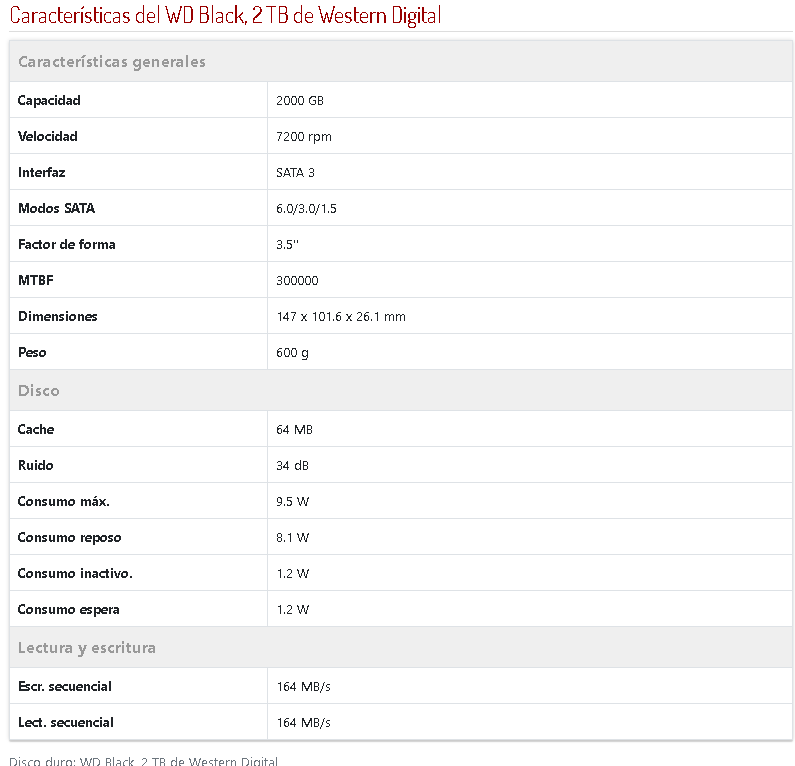 Características del WD Black, 2 TB de Western Digital
Características generales
Capacidad 2000 GB
Velocidad 7200 rpm
Interfaz SATA 3
Modos SATA 6.0/3.0/1.5
Factor de forma 3.5"
MTBF 300000
Dimensiones 147 x 101.6 x 26.1 mm
Peso 600 g
Disco
Cache 64 MB
Ruido 34 dB
Consumo máx. 9.5 W
Consumo reposo 8.1 W
Consumo inactivo. 1.2 W
Consumo espera 1.2 W
Lectura y escritura
Escr. secuencial 164 MB/s
Lect. secuencial 164 MB/s
Disco duro: WD Black, 2 TB de Western Digital